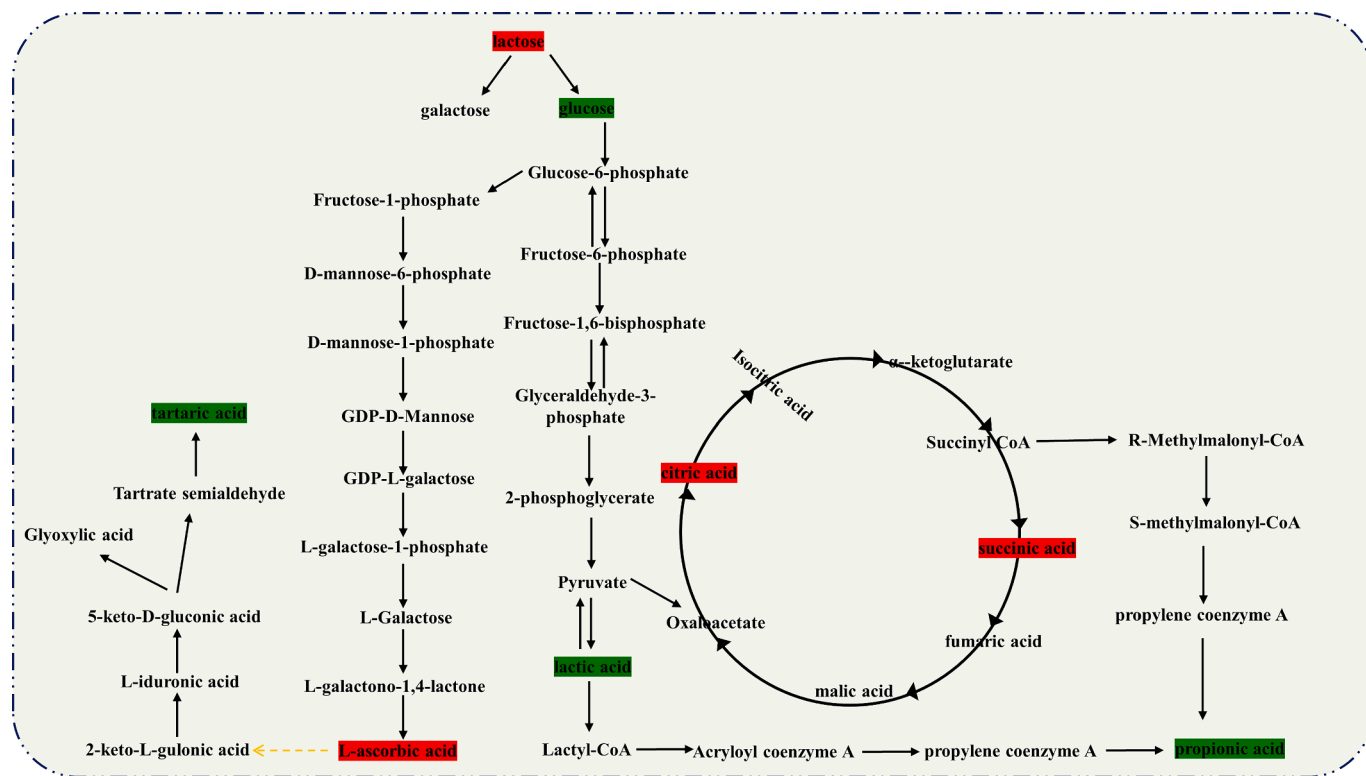 lactose
galactose
glucose
Glucose-6-phosphate
Fructose-1-phosphate
Fructose-6-phosphate
D-mannose-6-phosphate
Fructose-1,6-bisphosphate
D-mannose-1-phosphate
Isocitric acid
α--ketoglutarate
Glyceraldehyde-3-
phosphate
tartaric acid
GDP-D-Mannose
Succinyl CoA
R-Methylmalonyl-CoA
citric acid
GDP-L-galactose
Tartrate semialdehyde
2-phosphoglycerate
S-methylmalonyl-CoA
Glyoxylic acid
L-galactose-1-phosphate
succinic acid
Pyruvate
5-keto-D-gluconic acid
L-Galactose
Oxaloacetate
propylene coenzyme A
fumaric acid
lactic acid
L-iduronic acid
L-galactono-1,4-lactone
malic acid
2-keto-L-gulonic acid
L-ascorbic acid
Lactyl-CoA
Acryloyl coenzyme A
propylene coenzyme A
propionic acid